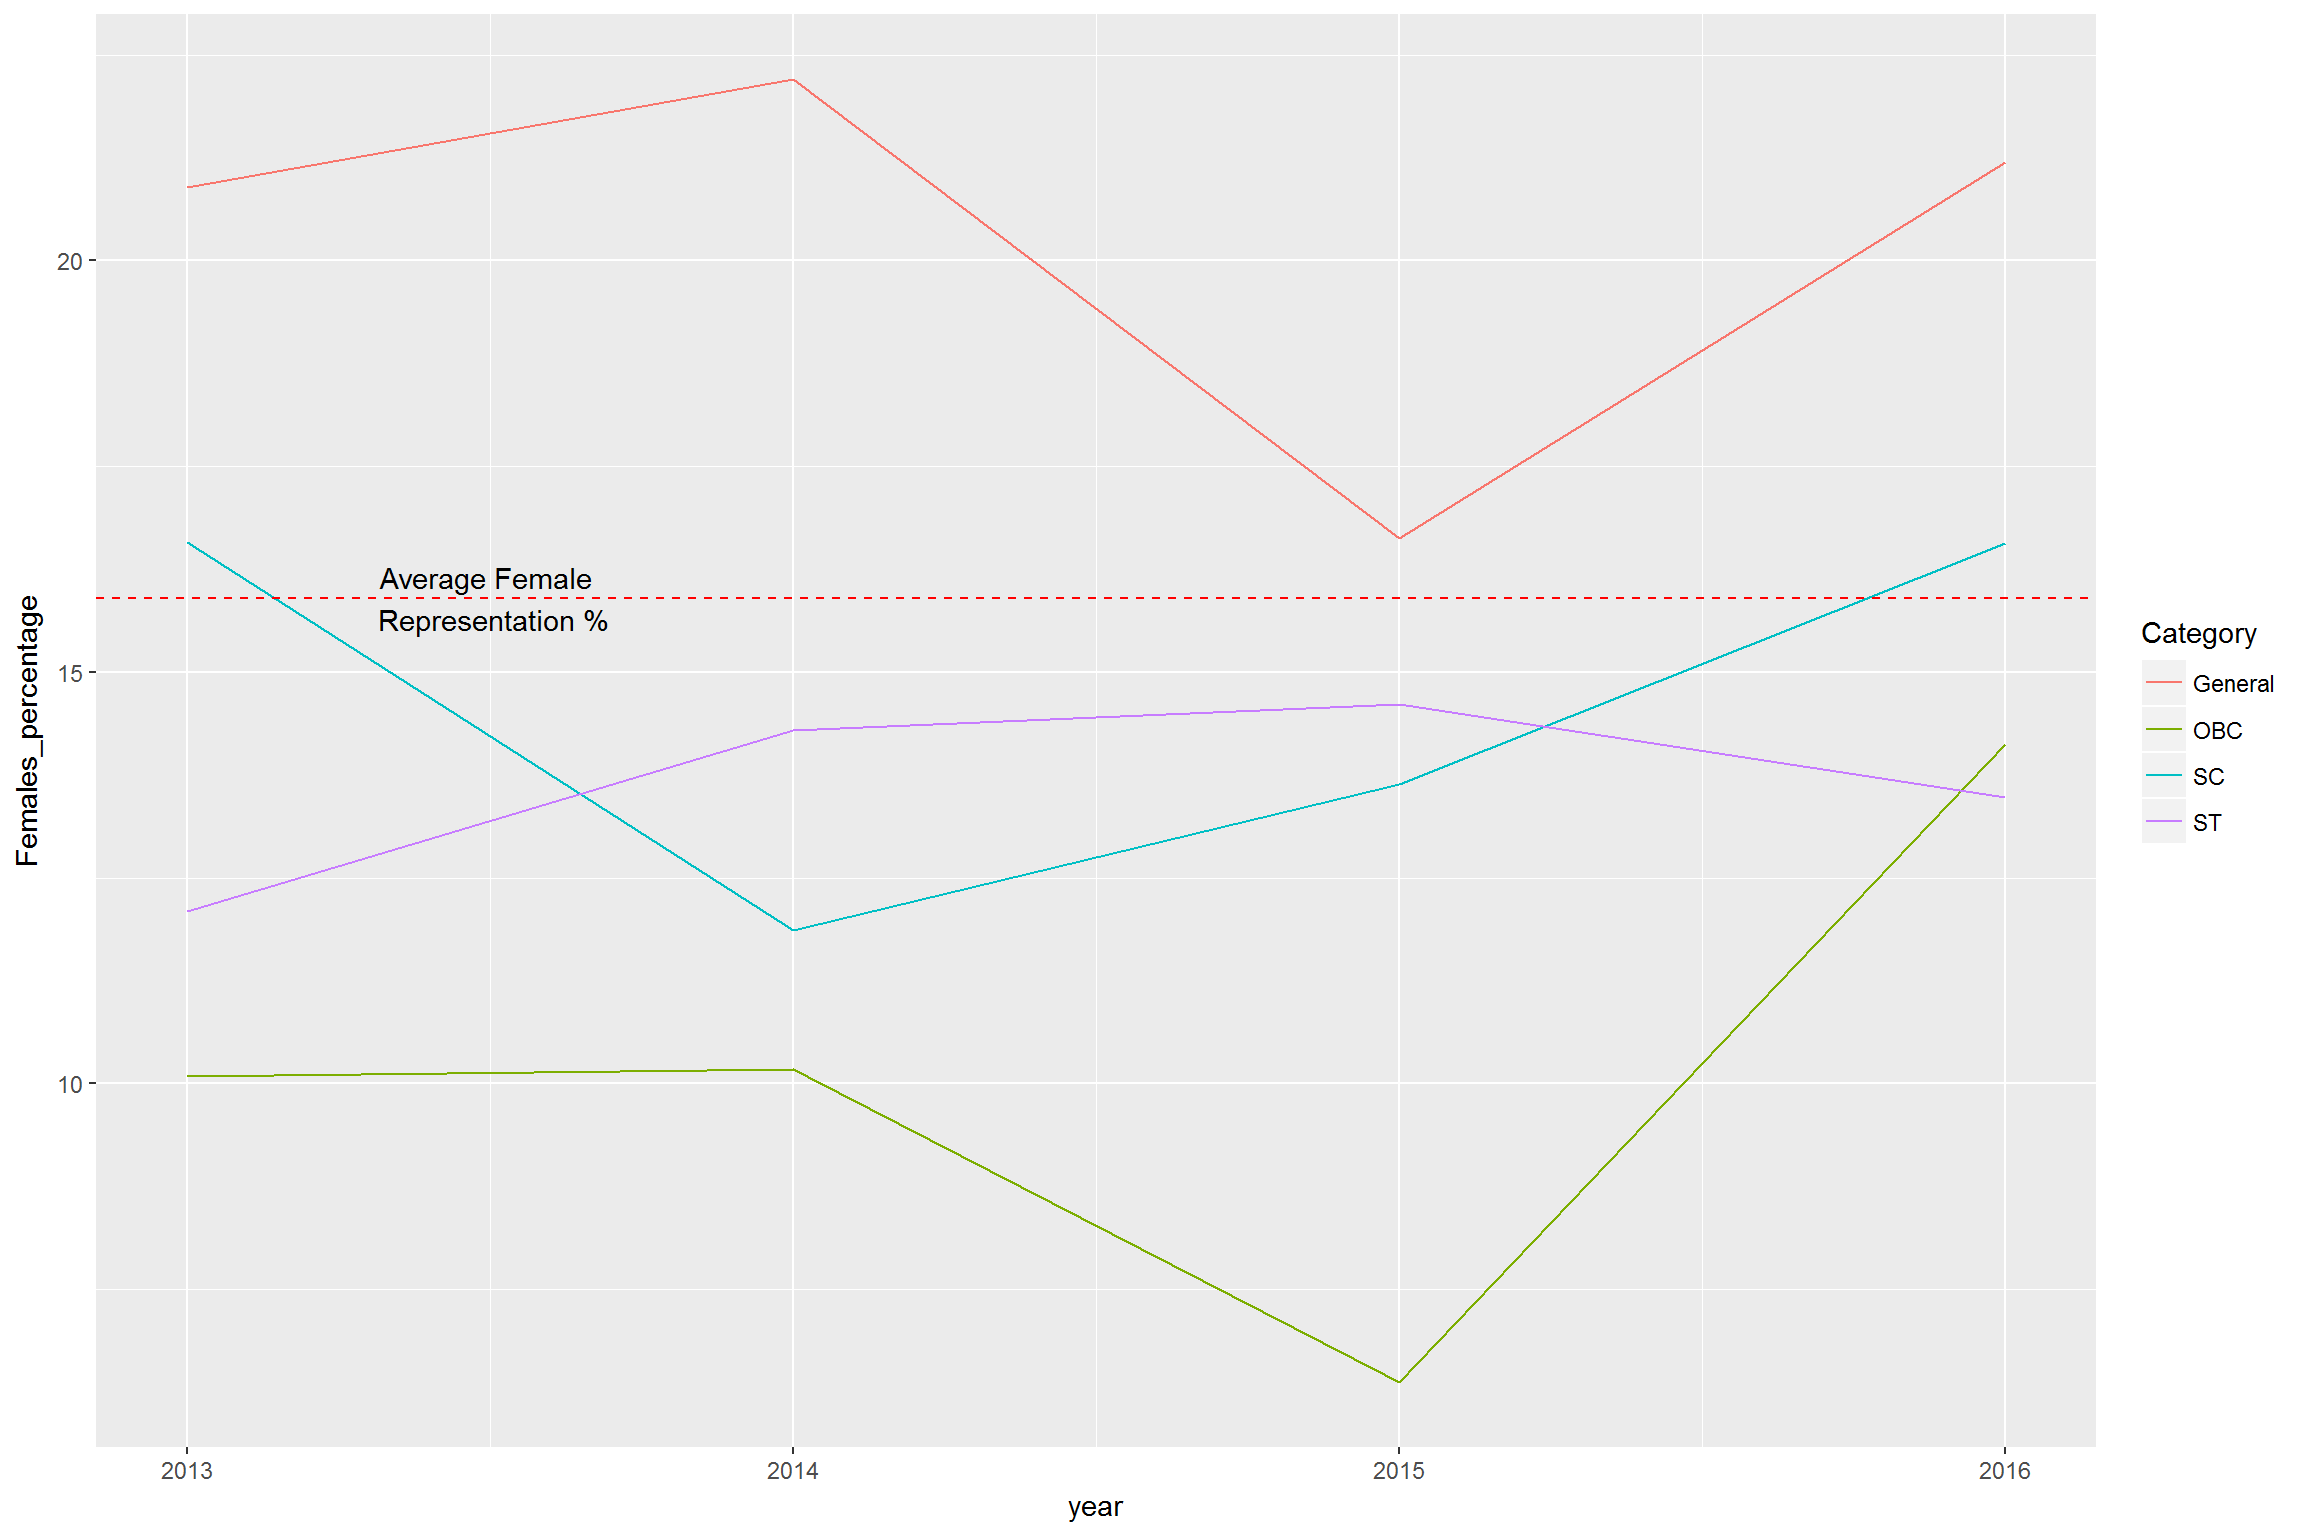 20
15
10
Females_percentage
Average Female
Representation %
2013
2014
2015
2016
year
Category
General
OBC
SC
ST